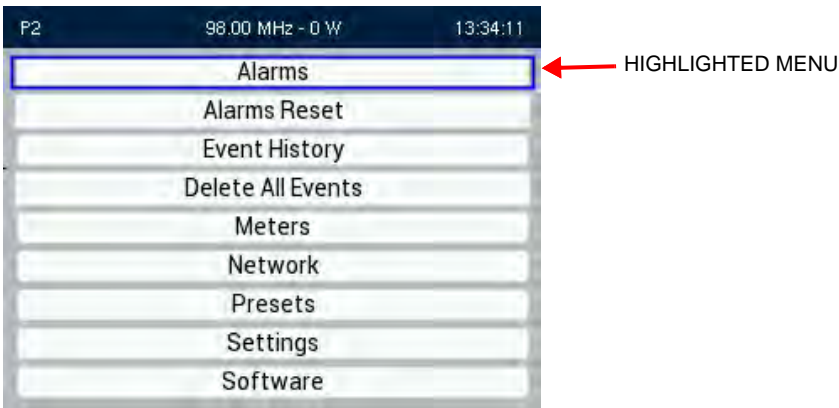 P2 98.00 MHz - 0 W 13:34:11
Alarms HIGHLIGHTED MENU
Alarms Reset
Event History
Delete All Events
Meters
Network
Presets
Settings
Software